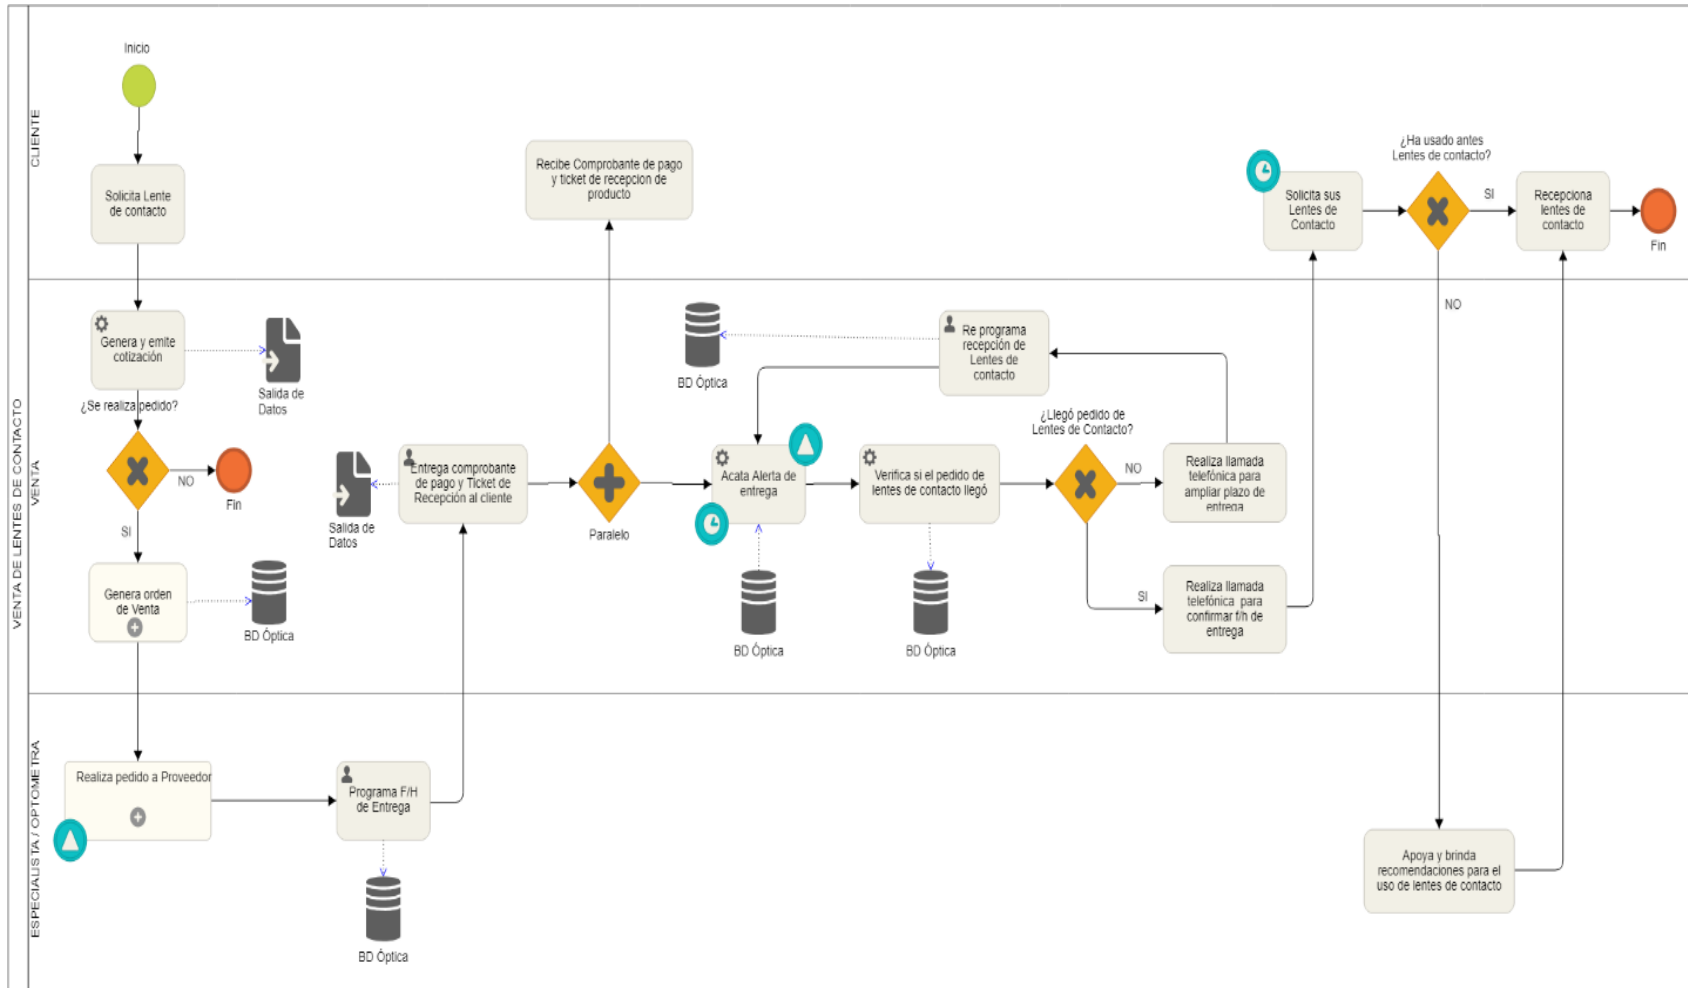 VENTA DE LENTES DE CONTACTO
CLIENTE
Inicio
Solicita Lente
de contacto
Recibe Comprobante de pago
y ticket de recepcion de
producto
Solicita sus
Lentes de
Contacto
¿Ha usado antes
Lentes de contacto?
SI
NO
Recepciona
lentes de
contacto
Fin
VENTA
Genera y emite
cotización
Salida de
Datos
¿Se realiza pedido?
NO
Fin
SI
Genera orden
de Venta
BD Óptica
Salida de
Datos
Entrega comprobante
de pago y Ticket de
Recepción al cliente
Paralelo
BD Óptica
Re programa
recepción de
Lentes de
contacto
Acata Alerta de
entrega
BD Óptica
Verifica si el pedido de
lentes de contacto llegó
BD Óptica
¿Llegó pedido de
Lentes de Contacto?
NO
Realiza llamada
telefónica para
ampliar plazo de
entrega
SI
Realiza llamada
telefónica para
confirmar f/h de
entrega
ESPECIALISTA / OPTOMETRA
Realiza pedido a Proveedor
Programa F/H
de Entrega
BD Óptica
Apoya y brinda
recomendaciones para el
uso de lentes de contacto